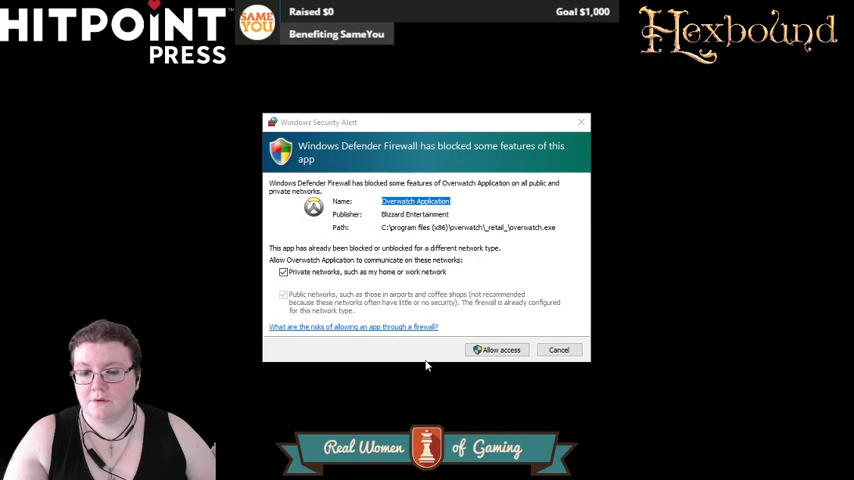 HITPOINT
PRESS
SAME
YOU
Raised $0
Goal $1,000
Benefiting SameYou
Hexbound
Windows Security Alert
Windows Defender Firewall has blocked some features of this
app
Windows Defender Firewall has blocked some features of Overwatch Application on all public and
private networks.
Name: Overwatch Application
Publisher: Blizzard Entertainment
Path: C:\program files (x86)\overwatch\_retail_\overwatch.exe
This app has already been blocked or unblocked for a different network type.
Allow Overwatch Application to communicate on these networks:
Private networks, such as my home or work network
Public networks, such as those in airports and coffee shops (not recommended
because these networks often have little or no security). The firewall is already configured
for this network type.
What are the risks of allowing an app through a firewall?
Allow access
Cancel
Real Women of Gaming